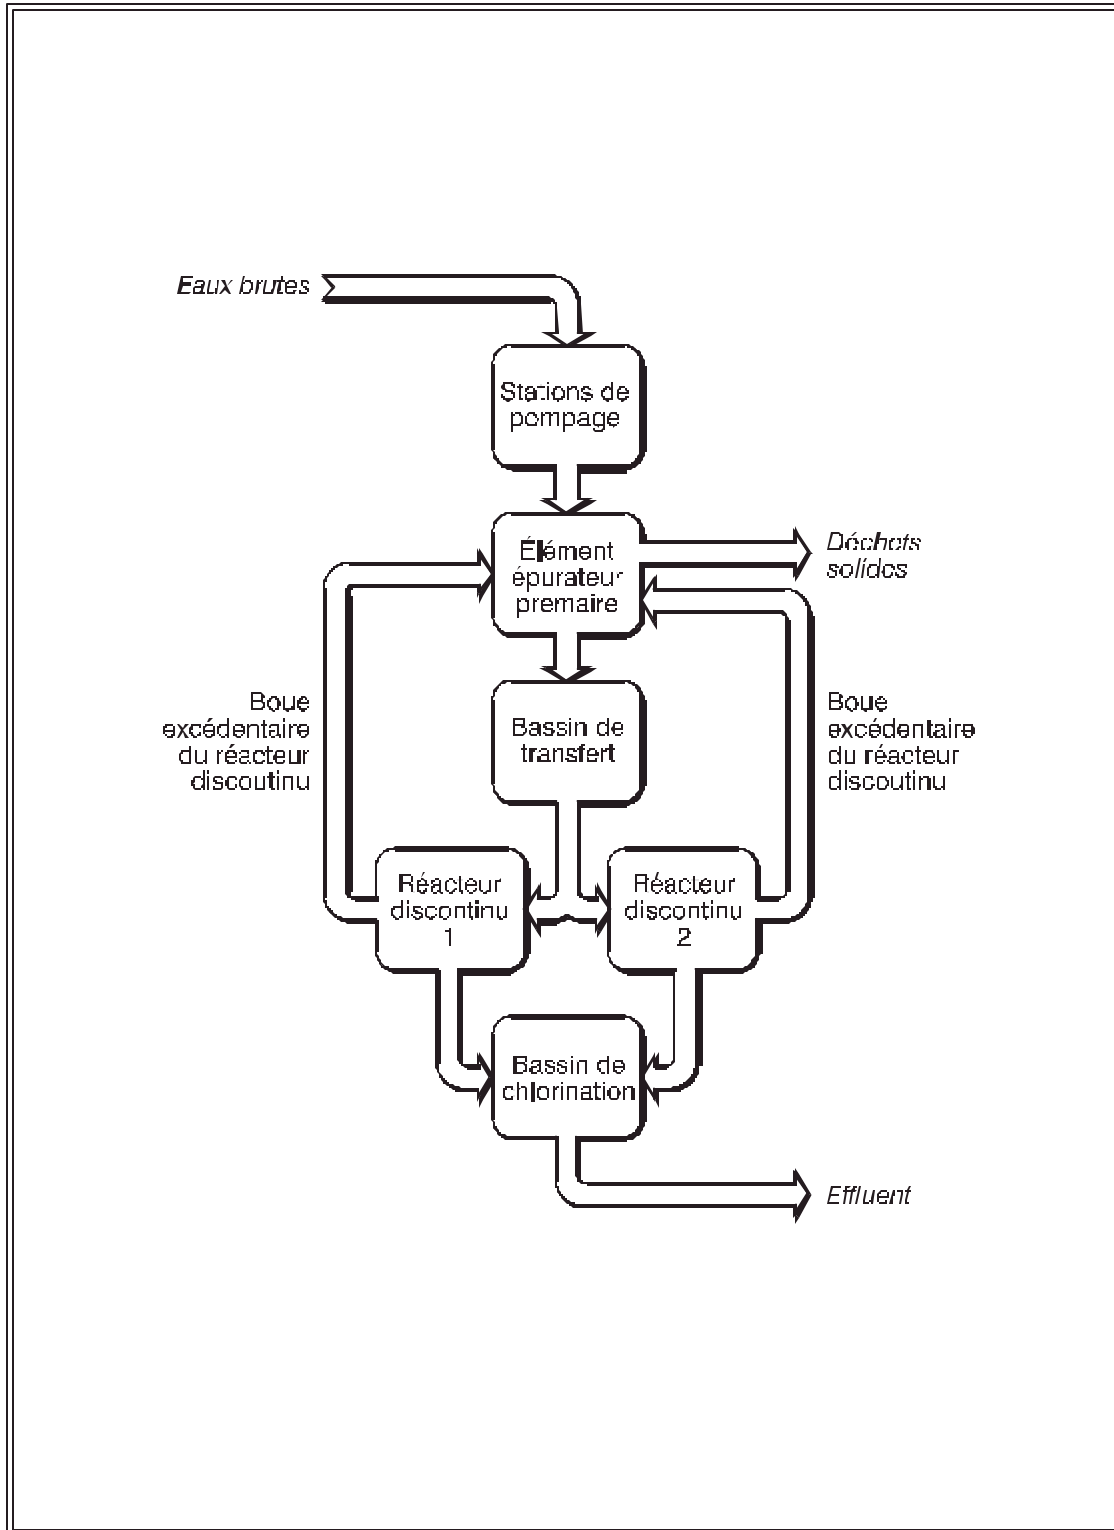 Eaux brutes
Stations de
pompage
Élément
épurateur
premaire
Déchets
solides
Boue
excédentaire
du réacteur
discoutinu
Bassin de
transfert
Boue
excédentaire
du réacteur
discoutinu
Réacteur
discontinu
1
Réacteur
discontinu
2
Bassin de
chlorination
Effluent